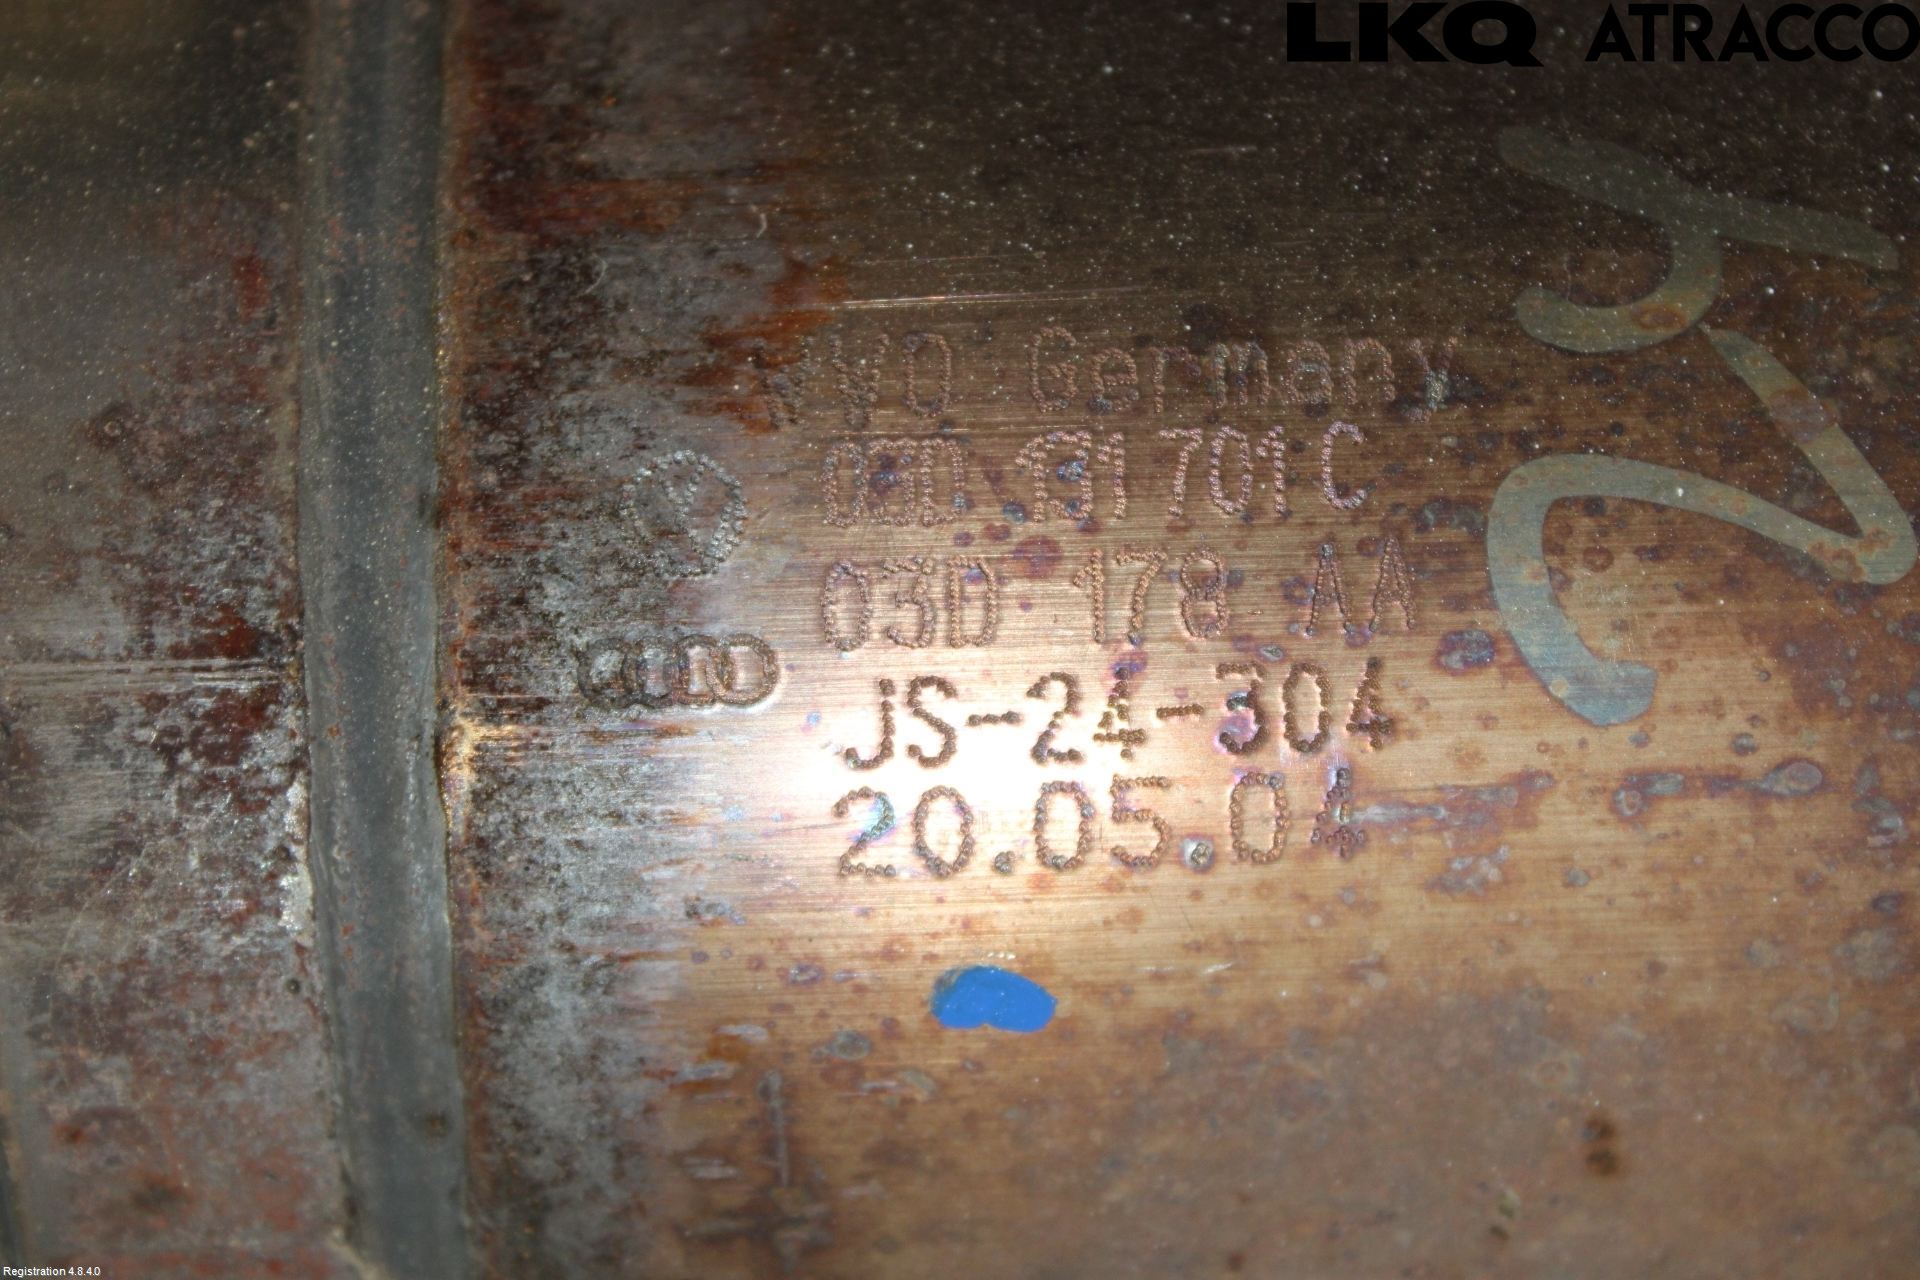 LKQ ATRACCO
WWO Germany
03D 131 701 C
03D 178 AA
JS-24-304
20.05.04
Registration 4.8.4.0